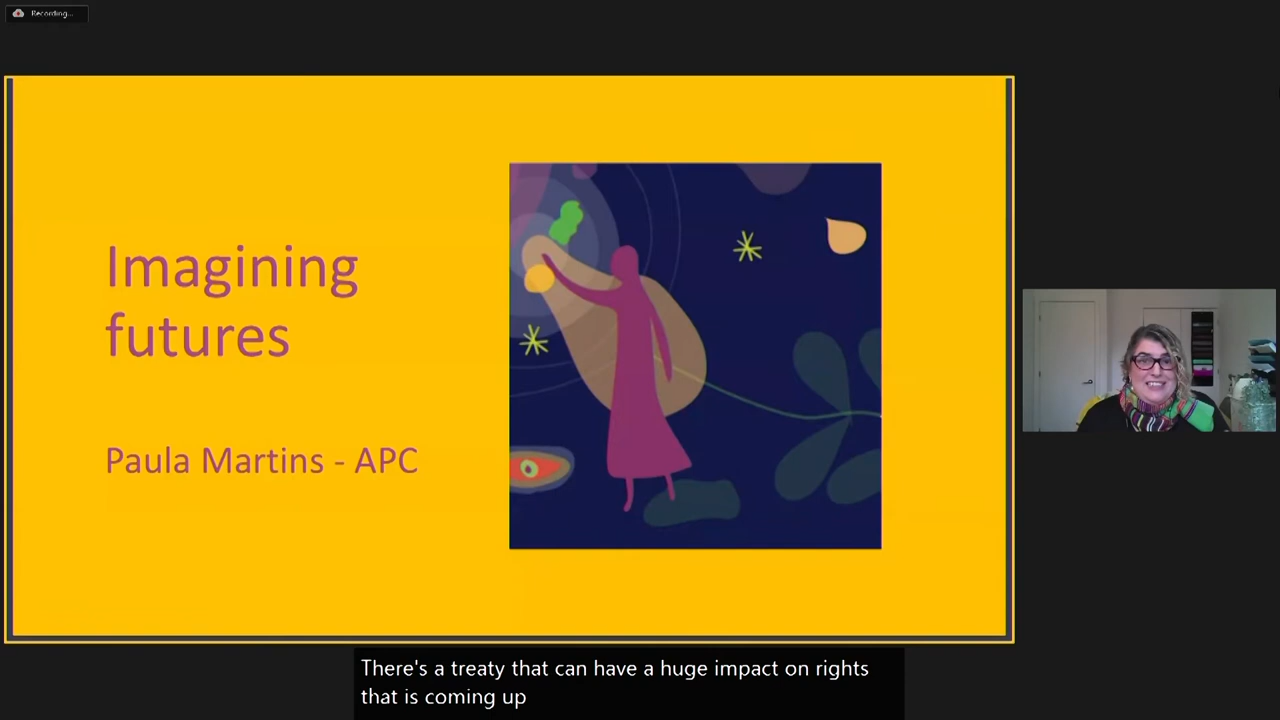 Recording...
Imagining
futures
Paula Martins - APC
There's a treaty that can have a huge impact on rights
that is coming up